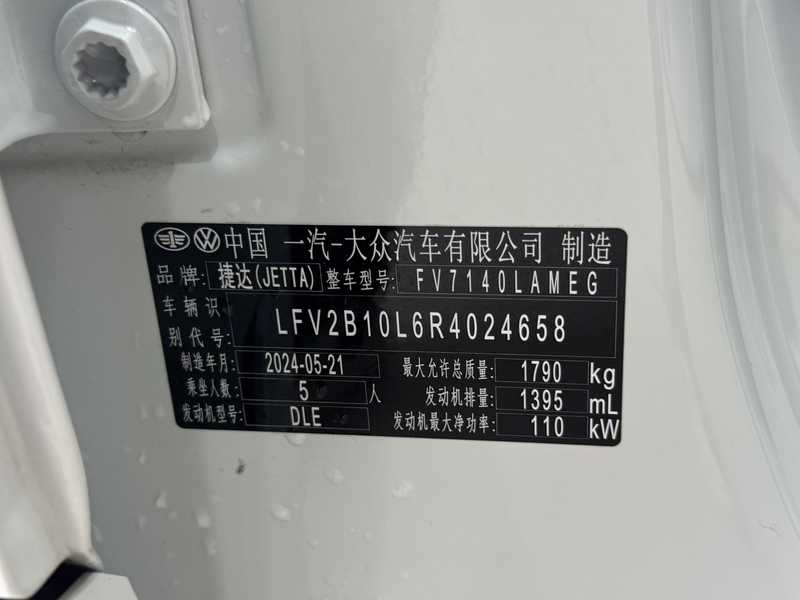 中国 一汽-大众汽车有限公司 制造
品牌: 捷达(JETTA) 整车型号: FV7140LAMEG
车辆识别代号: LFV2B10L6R4024658
制造年月: 2024-05-21 最大允许总质量: 1790 kg
乘坐人数: 5 人 发动机排量: 1395 mL
发动机型号: DLE 发动机最大净功率: 110 kW